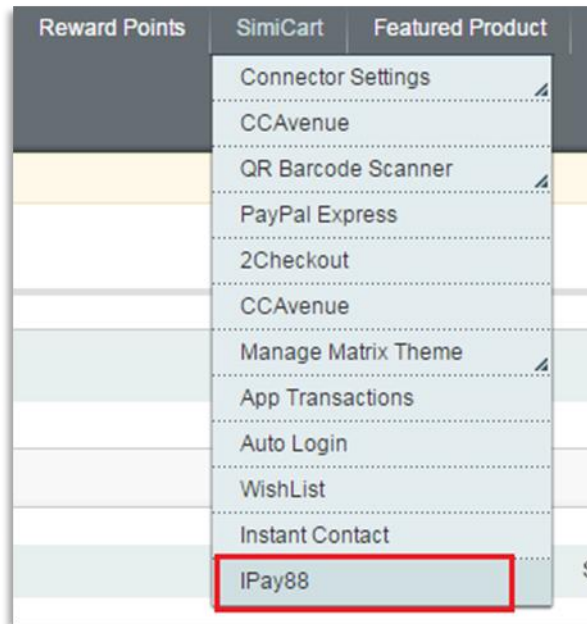 Reward Points SimiCart Featured Product
Connector Settings
CCAvenue
QR Barcode Scanner
PayPal Express
2Checkout
CCAvenue
Manage Matrix Theme
App Transactions
Auto Login
WishList
Instant Contact
IPay88